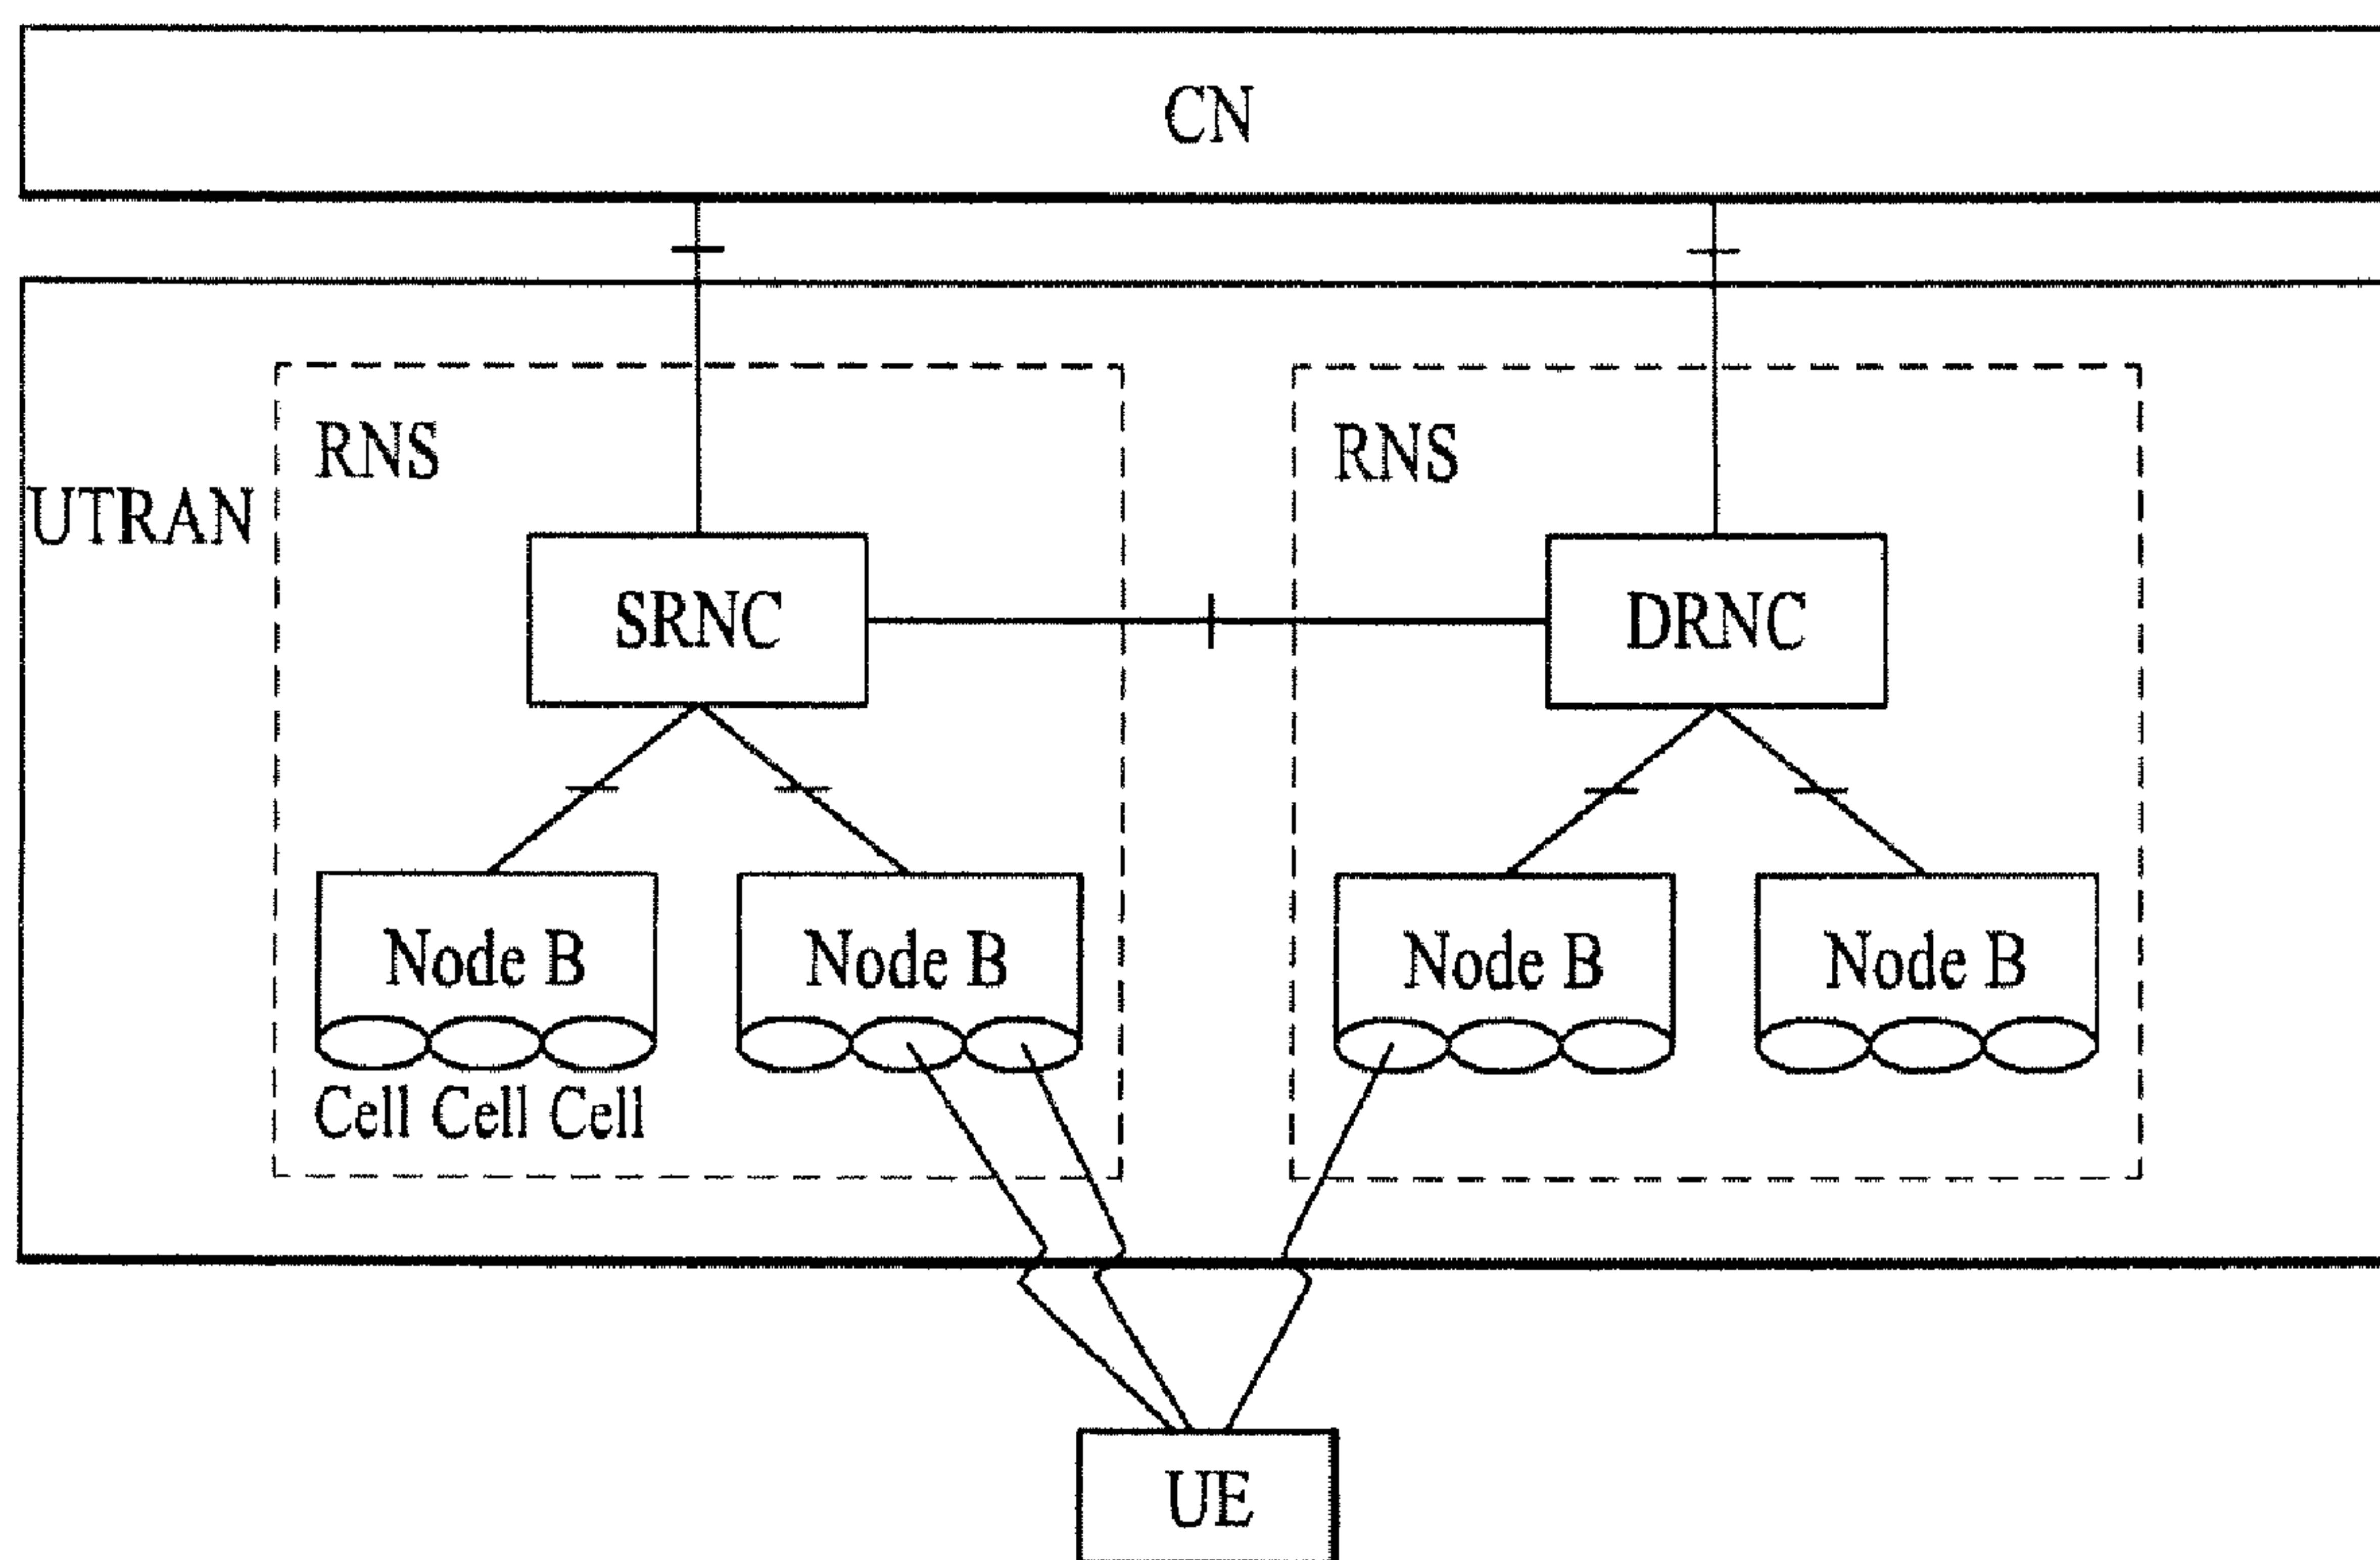 CN
RNS
RNS
UTRAN
SRNC
DRNC
Node B
Node B
Node B
Node B
Cell Cell Cell
UE